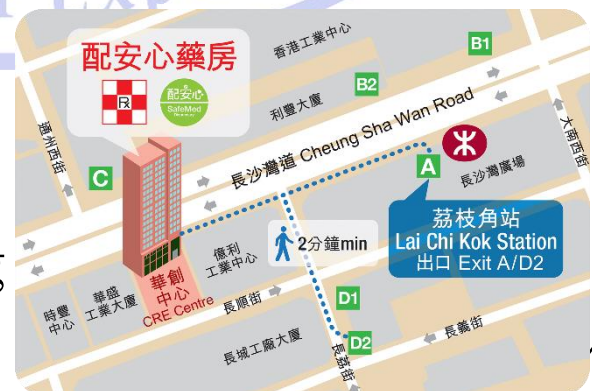 香港工業中心
B1
配安心藥房
B2
℞
配安心
SafeMed
利豐大廈
通州西街
大南西街
長沙灣道 Cheung Sha Wan Road
C
A
長沙灣廣場
荔枝角站
Lai Chi Kok Station
出口 Exit A/D2
2分鐘min
億利
工業中心
華創
中心
CRE Centre
華盛
工業大廈
時豐
中心
長順街
D1
D2
長義街
長城工廠大廈
長荔街